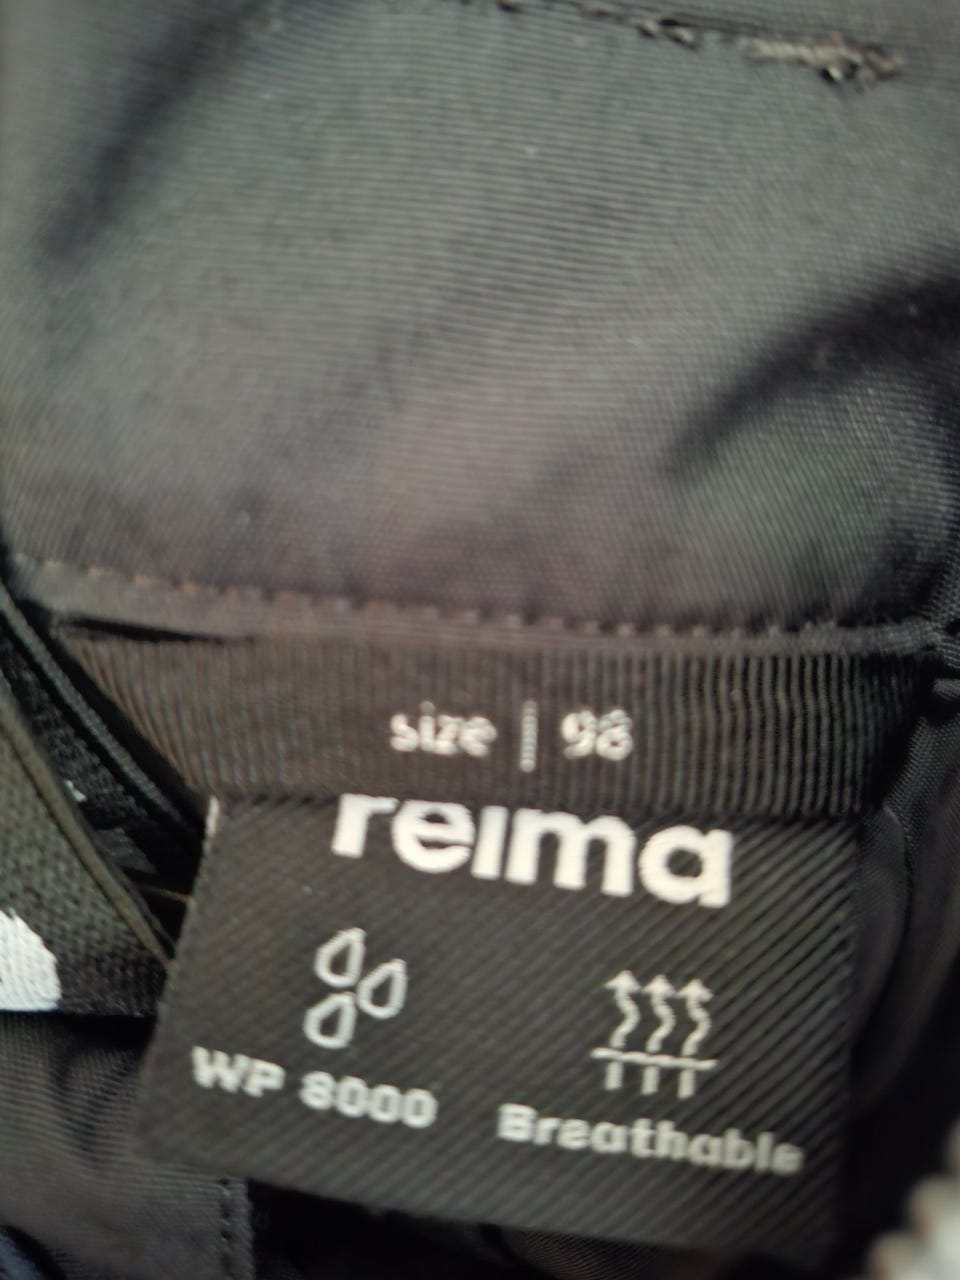 size | 98
reima
WP 8000
Breathable